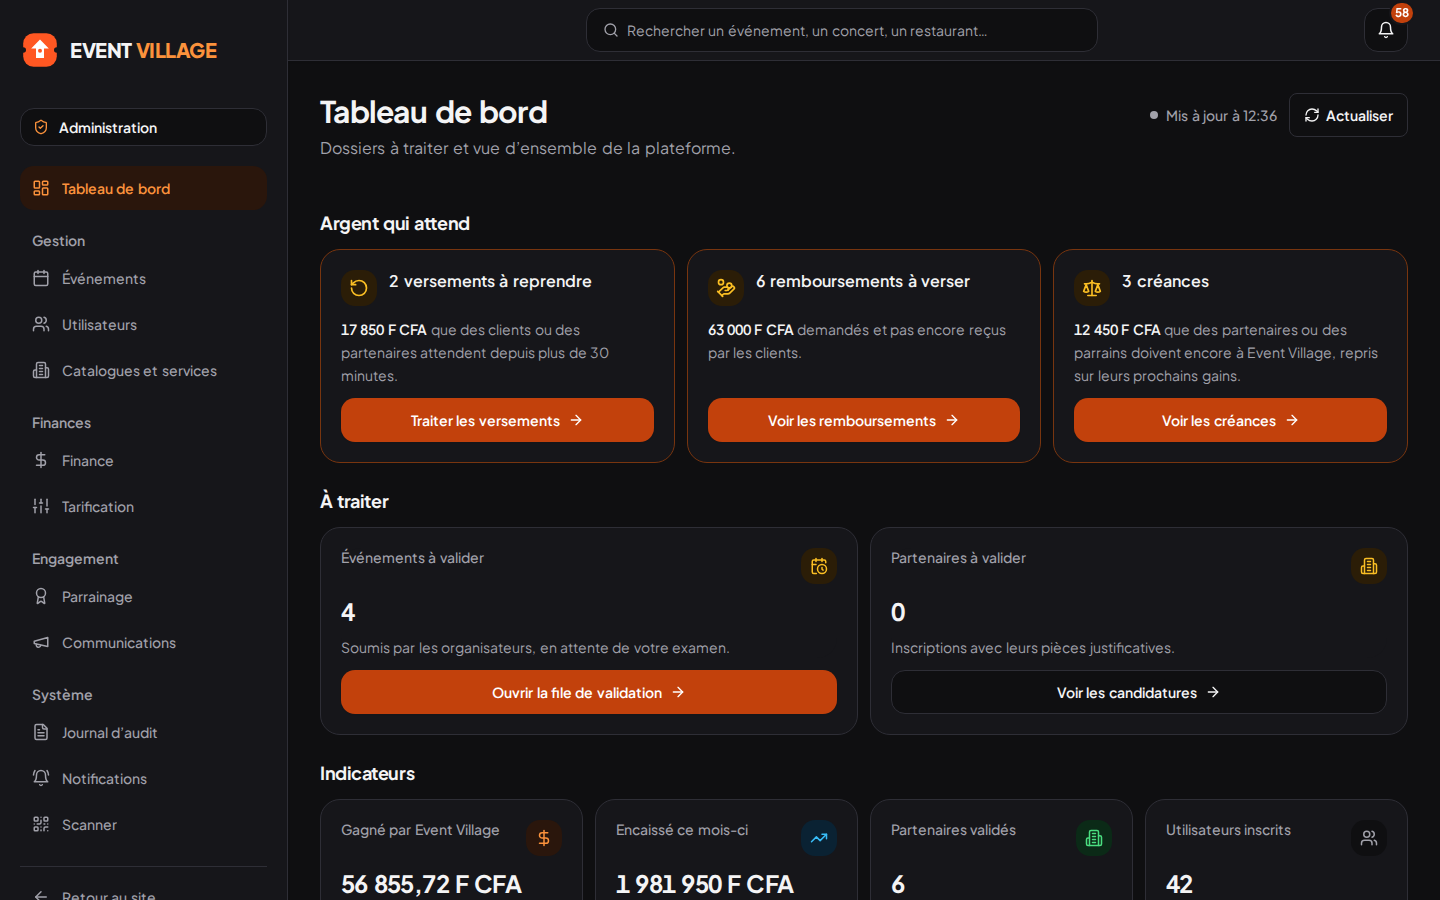 EVENT VILLAGE
Rechercher un événement, un concert, un restaurant...
58
Administration
Tableau de bord
Gestion
Événements
Utilisateurs
Catalogues et services
Finances
Finance
Tarification
Engagement
Parrainage
Communications
Système
Journal d'audit
Notifications
Scanner
Retour au site
Tableau de bord
Dossiers à traiter et vue d'ensemble de la plateforme.
Mis à jour à 12:36
Actualiser
Argent qui attend
2 versements à reprendre
17 850 F CFA que des clients ou des
partenaires attendent depuis plus de 30
minutes.
Traiter les versements
6 remboursements à verser
63 000 F CFA demandés et pas encore reçus
par les clients.
Voir les remboursements
3 créances
12 450 F CFA que des partenaires ou des
parrains doivent encore à Event Village, repris
sur leurs prochains gains.
Voir les créances
À traiter
Événements à valider
4
Soumis par les organisateurs, en attente de votre examen.
Ouvrir la file de validation
Partenaires à valider
0
Inscriptions avec leurs pièces justificatives.
Voir les candidatures
Indicateurs
Gagné par Event Village
56 855,72 F CFA
Encaissé ce mois-ci
1 981 950 F CFA
Partenaires validés
6
Utilisateurs inscrits
42